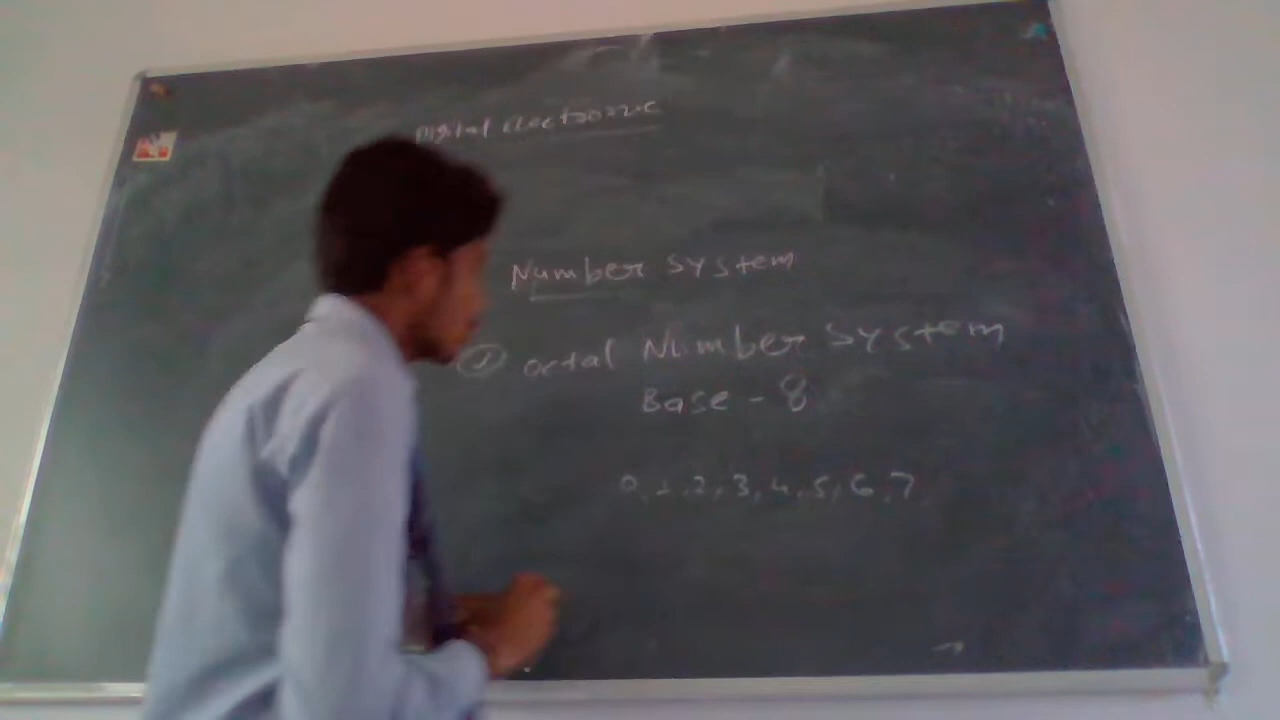 Digital electronic
Number System
① octal Number System
Base - 8
0, 1, 2, 3, 4, 5, 6, 7